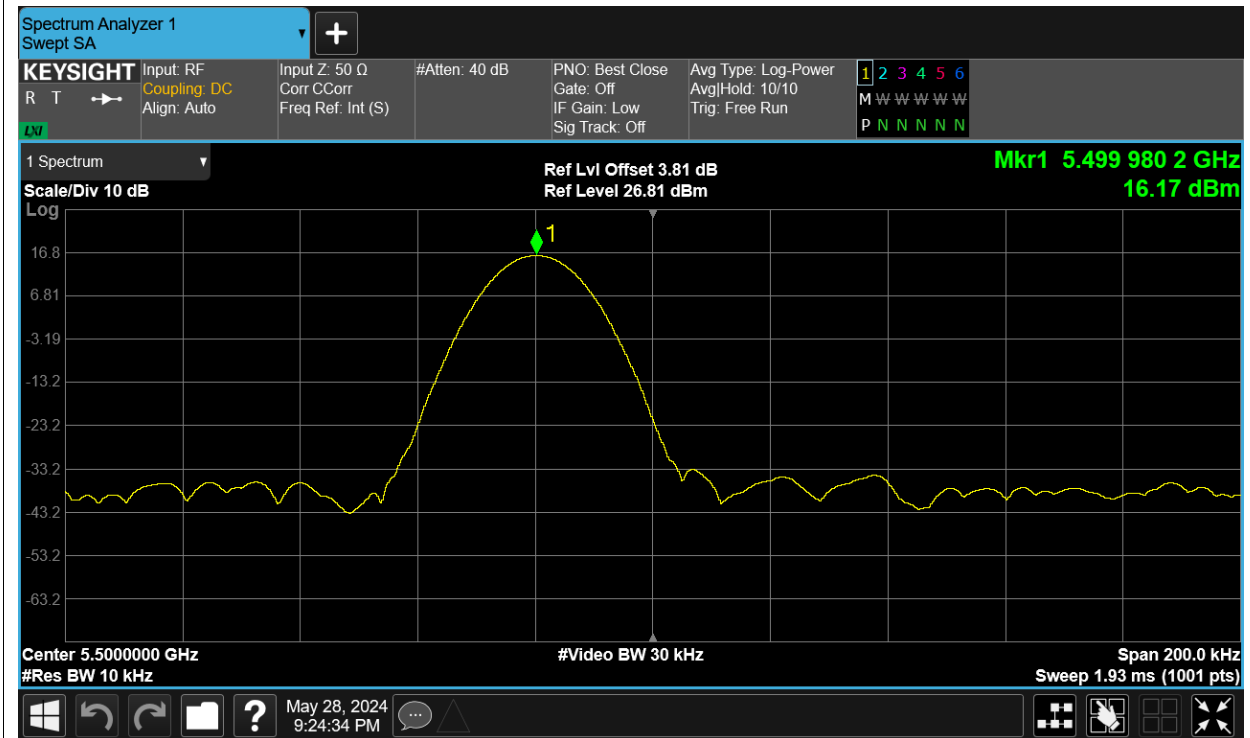 Spectrum Analyzer 1
Swept SA
KEYSIGHT
R T
LXI
Input: RF
Coupling: DC
Align: Auto
Input Z: 50 Ω
Corr CCorr
Freq Ref: Int (S)
#Atten: 40 dB
PNO: Best Close
Gate: Off
IF Gain: Low
Sig Track: Off
Avg Type: Log-Power
Avg|Hold: 10/10
Trig: Free Run
1 2 3 4 5 6
M W W W W W
P N N N N N
1 Spectrum
Scale/Div 10 dB
Ref Lvl Offset 3.81 dB
Ref Level 26.81 dBm
Mkr1 5.499 980 2 GHz
16.17 dBm
Log
1
16.8
6.81
-3.19
-13.2
-23.2
-33.2
-43.2
-53.2
-63.2
Center 5.5000000 GHz
#Res BW 10 kHz
#Video BW 30 kHz
Span 200.0 kHz
Sweep 1.93 ms (1001 pts)
?
May 28, 2024
9:24:34 PM